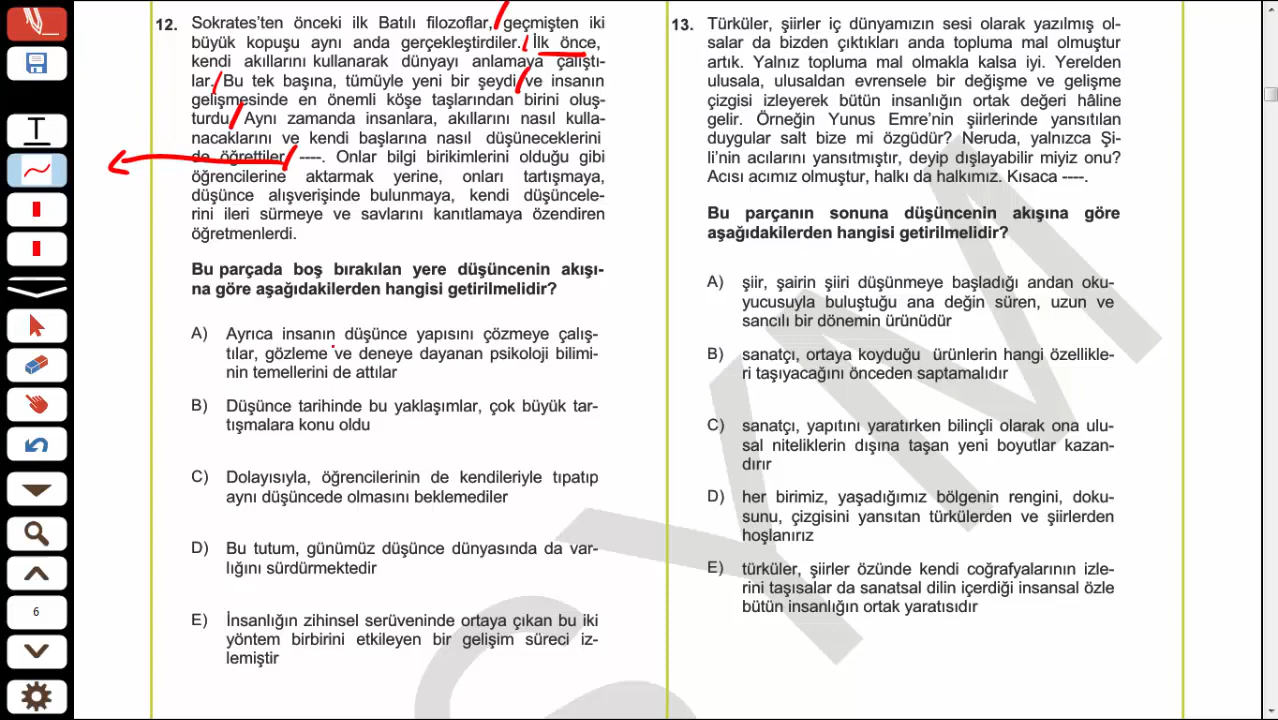 12. Sokrates’ten önceki ilk Batılı filozoflar, geçmişten iki
büyük kopuşu aynı anda gerçekleştirdiler. İlk önce,
kendi akıllarını kullanarak dünyayı anlamaya çalıştı-
lar. Bu tek başına, tümüyle yeni bir şeydi ve insanın
gelişmesinde en önemli köşe taşlarından birini oluş-
turdu. Aynı zamanda insanlara, akıllarını nasıl kulla-
nacaklarını ve kendi başlarına nasıl düşüneceklerini
de öğrettiler. ----. Onlar bilgi birikimlerini olduğu gibi
öğrencilerine aktarmak yerine, onları tartışmaya,
düşünce alışverişinde bulunmaya, kendi düşüncele-
rini ileri sürmeye ve savlarını kanıtlamaya özendiren
öğretmenlerdi.
Bu parçada boş bırakılan yere düşüncenin akışı-
na göre aşağıdakilerden hangisi getirilmelidir?
A) Ayrıca insanın düşünce yapısını çözmeye çalış-
tılar, gözleme ve deneye dayanan psikoloji bilimi-
nin temellerini de attılar
B) Düşünce tarihinde bu yaklaşımlar, çok büyük tar-
tışmalara konu oldu
C) Dolayısıyla, öğrencilerinin de kendileriyle tıpatıp
aynı düşüncede olmasını beklemediler
D) Bu tutum, günümüz düşünce dünyasında da var-
lığını sürdürmektedir
E) İnsanlığın zihinsel serüveninde ortaya çıkan bu iki
yöntem birbirini etkileyen bir gelişim süreci iz-
lemiştir
13. Türküler, şiirler iç dünyamızın sesi olarak yazılmış ol-
salar da bizden çıktıkları anda topluma mal olmuştur
artık. Yalnız topluma mal olmakla kalsa iyi. Yerelden
ulusala, ulusaldan evrensele bir değişme ve gelişme
çizgisi izleyerek bütün insanlığın ortak değeri hâline
gelir. Örneğin Yunus Emre’nin şiirlerinde yansıtılan
duygular salt bize mi özgüdür? Neruda, yalnızca Şi-
li’nin acılarını yansıtmıştır, deyip dışlayabilir miyiz onu?
Acısı acımız olmuştur, halkı da halkımız. Kısaca ----.
Bu parçanın sonuna düşüncenin akışına göre
aşağıdakilerden hangisi getirilmelidir?
A) şiir, şairin şiiri düşünmeye başladığı andan oku-
yucusuyla buluştuğu ana değin süren, uzun ve
sancılı bir dönemin ürünüdür
B) sanatçı, ortaya koyduğu ürünlerin hangi özellikle-
ri taşıyacağını önceden saptamalıdır
C) sanatçı, yapıtını yaratırken bilinçli olarak ona ulu-
sal niteliklerin dışına taşan yeni boyutlar kazan-
dırır
D) her birimiz, yaşadığımız bölgenin rengini, doku-
sunu, çizgisini yansıtan türkülerden ve şiirlerden
hoşlanırız
E) türküler, şiirler özünde kendi coğrafyalarının izle-
rini taşısalar da sanatsal dilin içerdiği insansal özle
bütün insanlığın ortak yaratısıdır
T
6